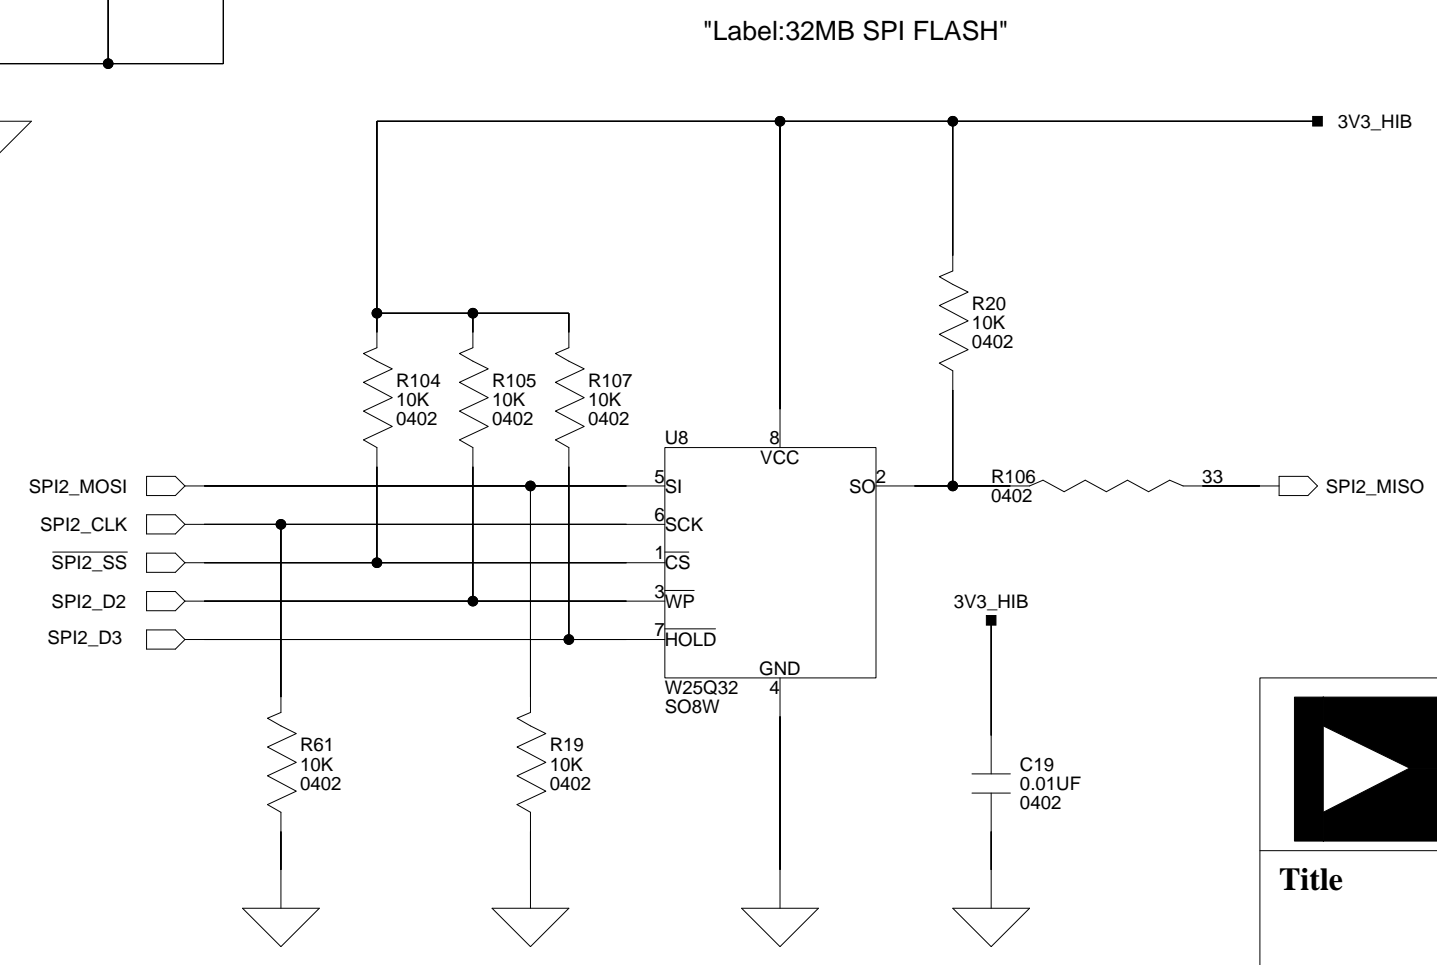 "Label:32MB SPI FLASH"
3V3_HIB
R20
10K
0402
R104
10K
0402
R105
10K
0402
R107
10K
0402
U8
8
VCC
SPI2_MOSI
5
SI
SO
2
R106
0402
33
SPI2_MISO
SPI2_CLK
6
SCK
SPI2_SS
1
CS
SPI2_D2
3
WP
SPI2_D3
7
HOLD
GND
4
W25Q32
SO8W
3V3_HIB
R61
10K
0402
R19
10K
0402
C19
0.01UF
0402
Title